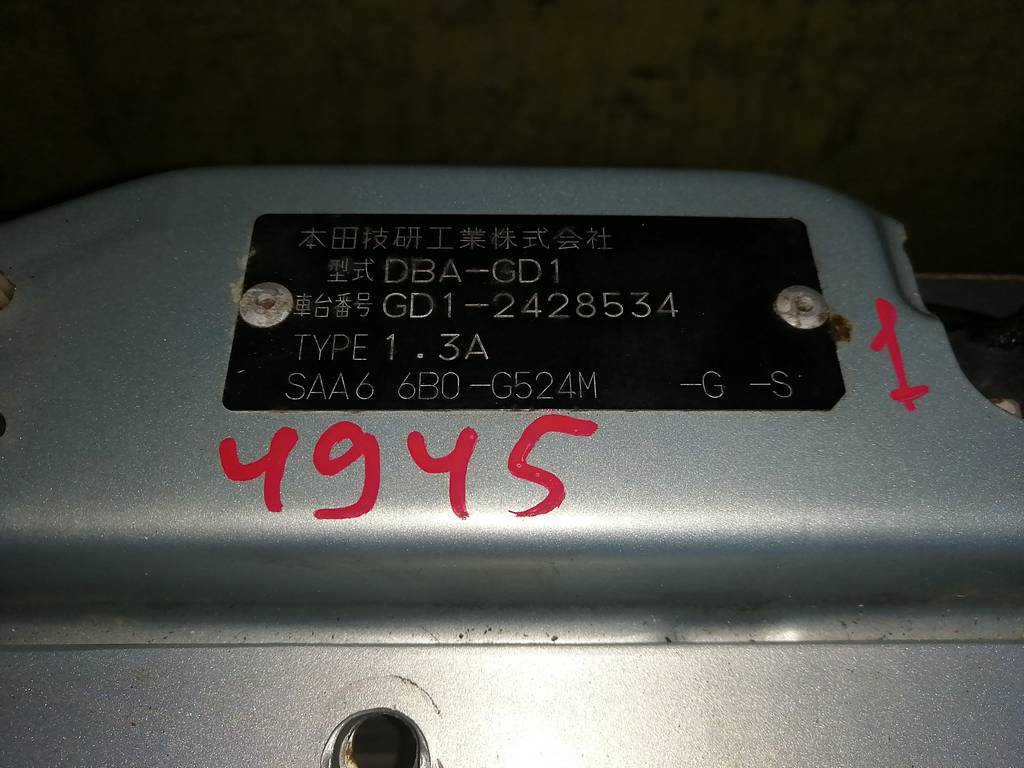 本田技研工業株式会社
型式 DBA-GD1
車台番号 GD1-2428534
TYPE 1.3A
SAA6 6B0-G524M -G -S
1
4945